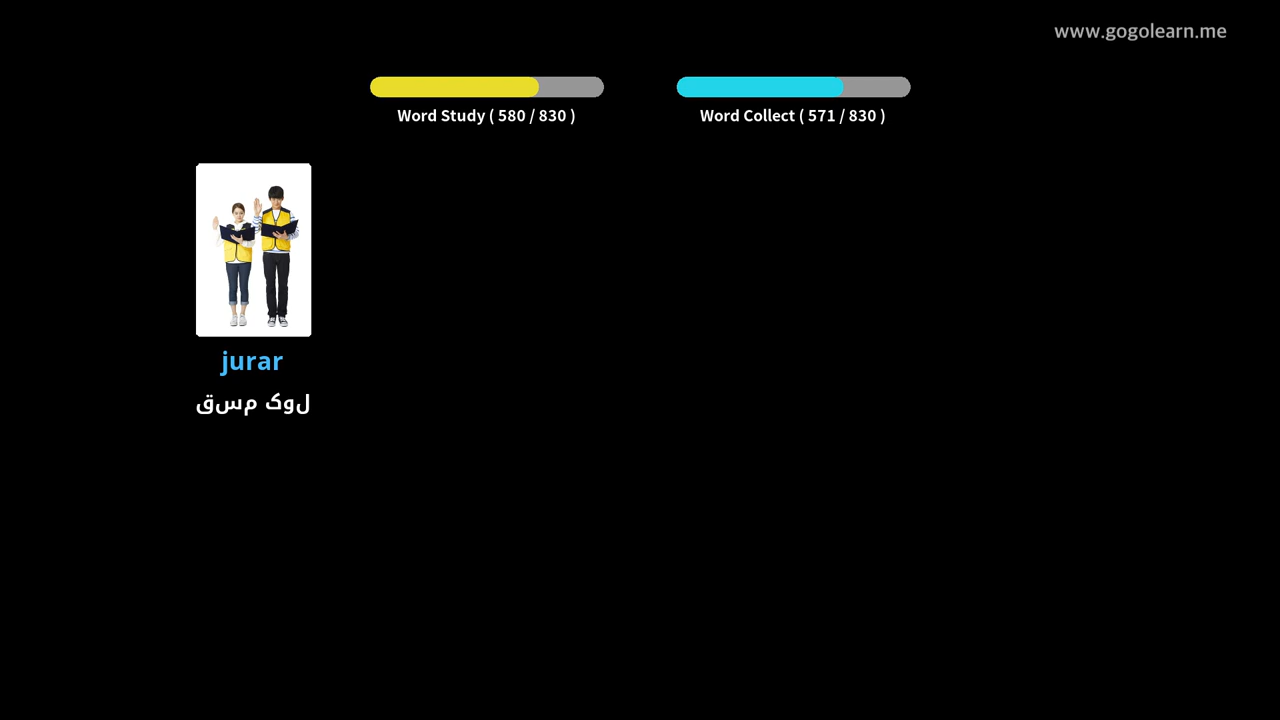 www.gogolearn.me
Word Study ( 580 / 830 )
Word Collect ( 571 / 830 )
jurar
قسم کول